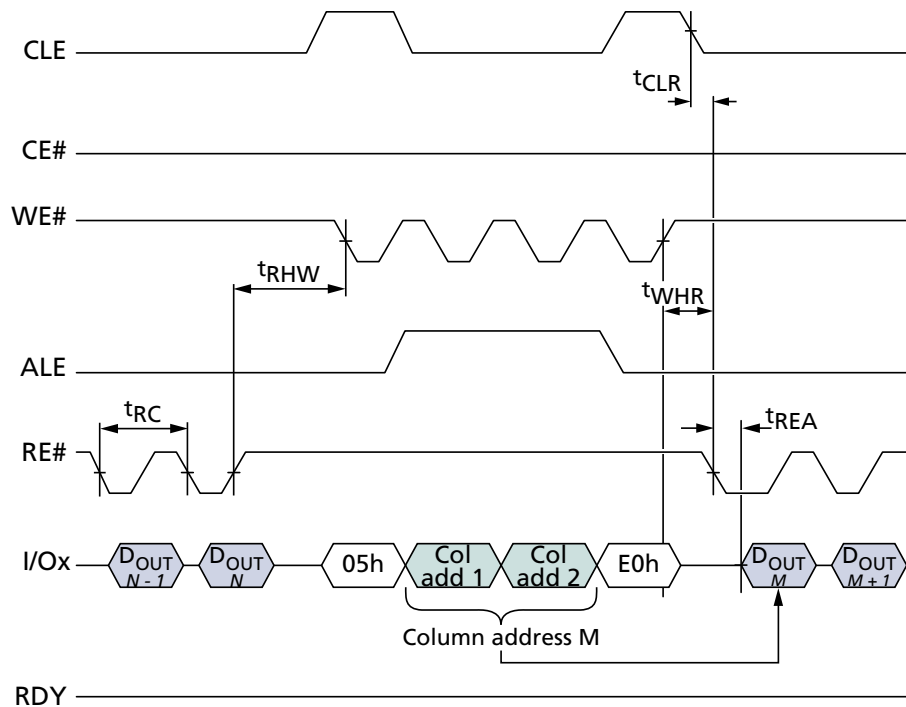 CLE
tCLR
CE#
WE#
tRHW
tWHR
ALE
tRC
tREA
RE#
I/Ox
DOUT
N - 1
DOUT
N
05h
Col
add 1
Col
add 2
E0h
DOUT
M
DOUT
M + 1
Column address M
RDY